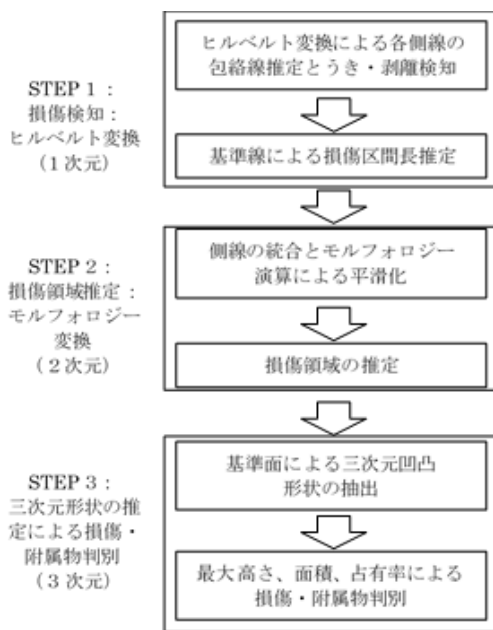 STEP 1：
損傷検知：
ヒルベルト変換
（1 次元）
ヒルベルト変換による各側線の
包絡線推定とうき・剥離検知
基準線による損傷区間長推定
STEP 2：
損傷領域推定：
モルフォロジー
変換
（2 次元）
側線の統合とモルフォロジー
演算による平滑化
損傷領域の推定
STEP 3：
三次元形状の推
定による損傷・
附属物判別
（3 次元）
基準面による三次元凹凸
形状の抽出
最大高さ、面積、占有率による
損傷・附属物判別